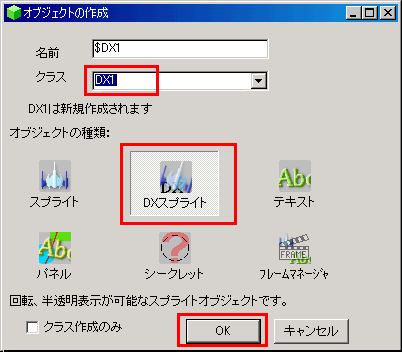 オブジェクトの作成
名前 $DX1
クラス DX1
DX1は新規作成されます
オブジェクトの種類:
スプライト DXスプライト テキスト
パネル シークレット フレームマネージャ
回転、半透明表示が可能なスプライトオブジェクトです。
クラス作成のみ OK キャンセル